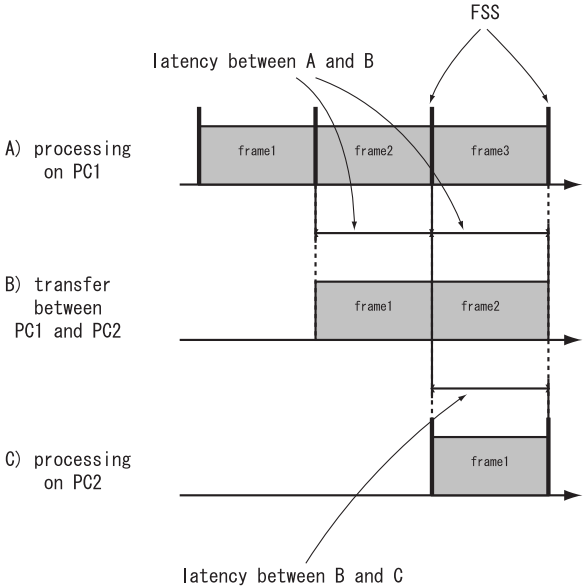 FSS
latency between A and B
A) processing
on PC1
frame1
frame2
frame3
B) transfer
between
PC1 and PC2
frame1
frame2
C) processing
on PC2
frame1
latency between B and C